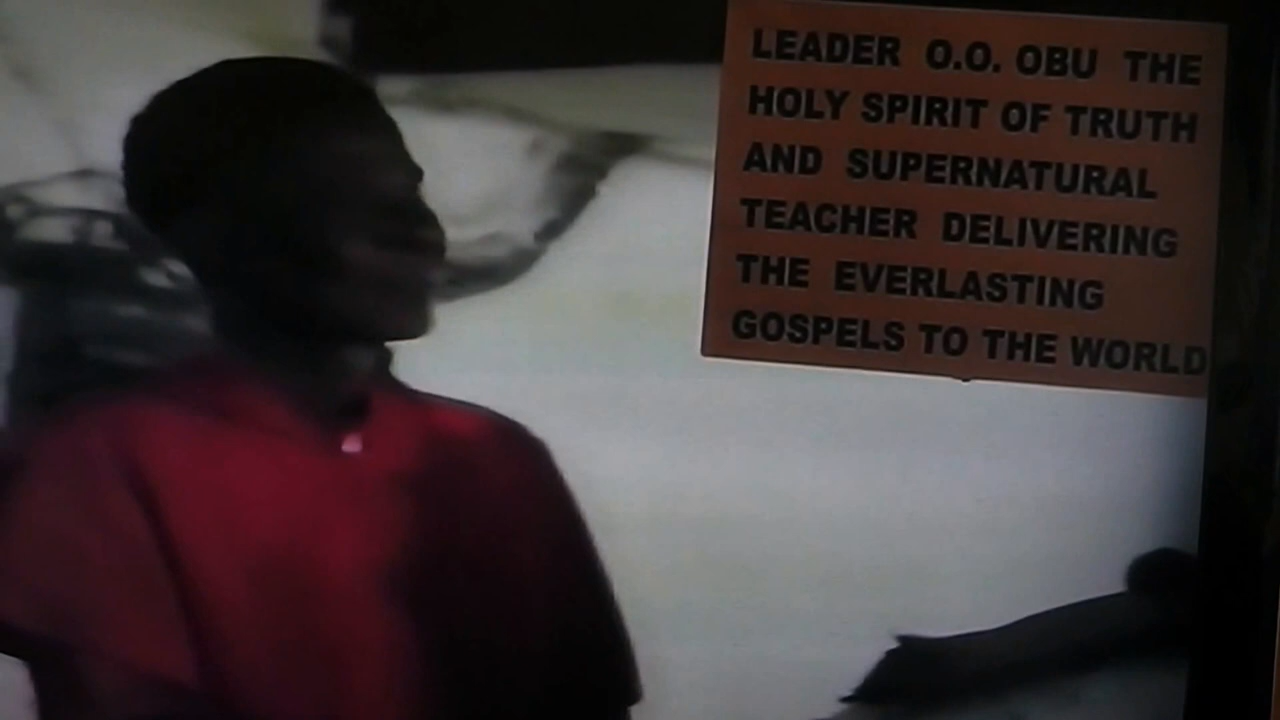 LEADER O.O. OBU THE
HOLY SPIRIT OF TRUTH
AND SUPERNATURAL
TEACHER DELIVERING
THE EVERLASTING
GOSPELS TO THE WORLD